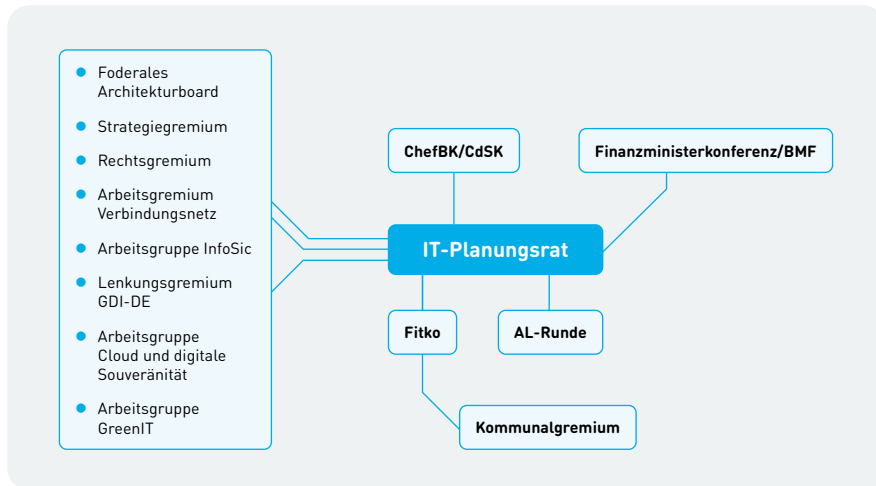 Foderales
Architekturboard
Strategiegremium
Rechtsgremium
Arbeitsgremium
Verbindungsnetz
Arbeitsgruppe InfoSic
Lenkungsgremium
GDI-DE
Arbeitsgruppe
Cloud und digitale
Souveränität
Arbeitsgruppe
GreenIT
ChefBK/CdSK
Finanzministerkonferenz/BMF
IT-Planungsrat
Fitko
AL-Runde
Kommunalgremium